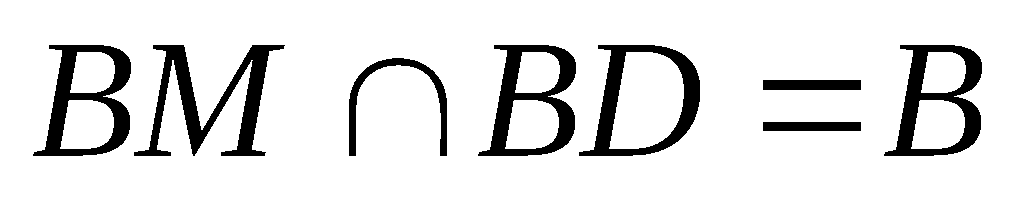 BM ∩ BD = B